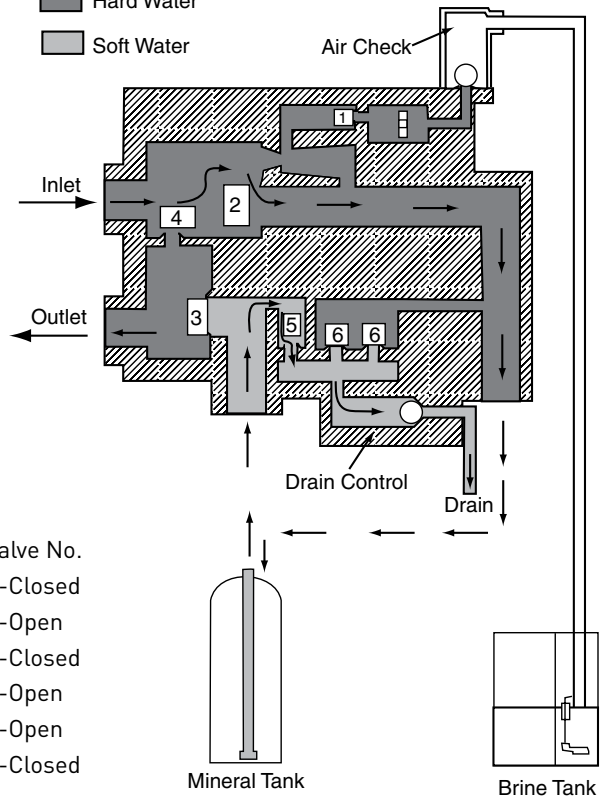 Hard Water
Soft Water
Air Check
1
Inlet
2
4
Outlet
3
5
6 6
Drain Control
Drain
alve No.
-Closed
-Open
-Closed
-Open
-Open
-Closed
Mineral Tank
Brine Tank